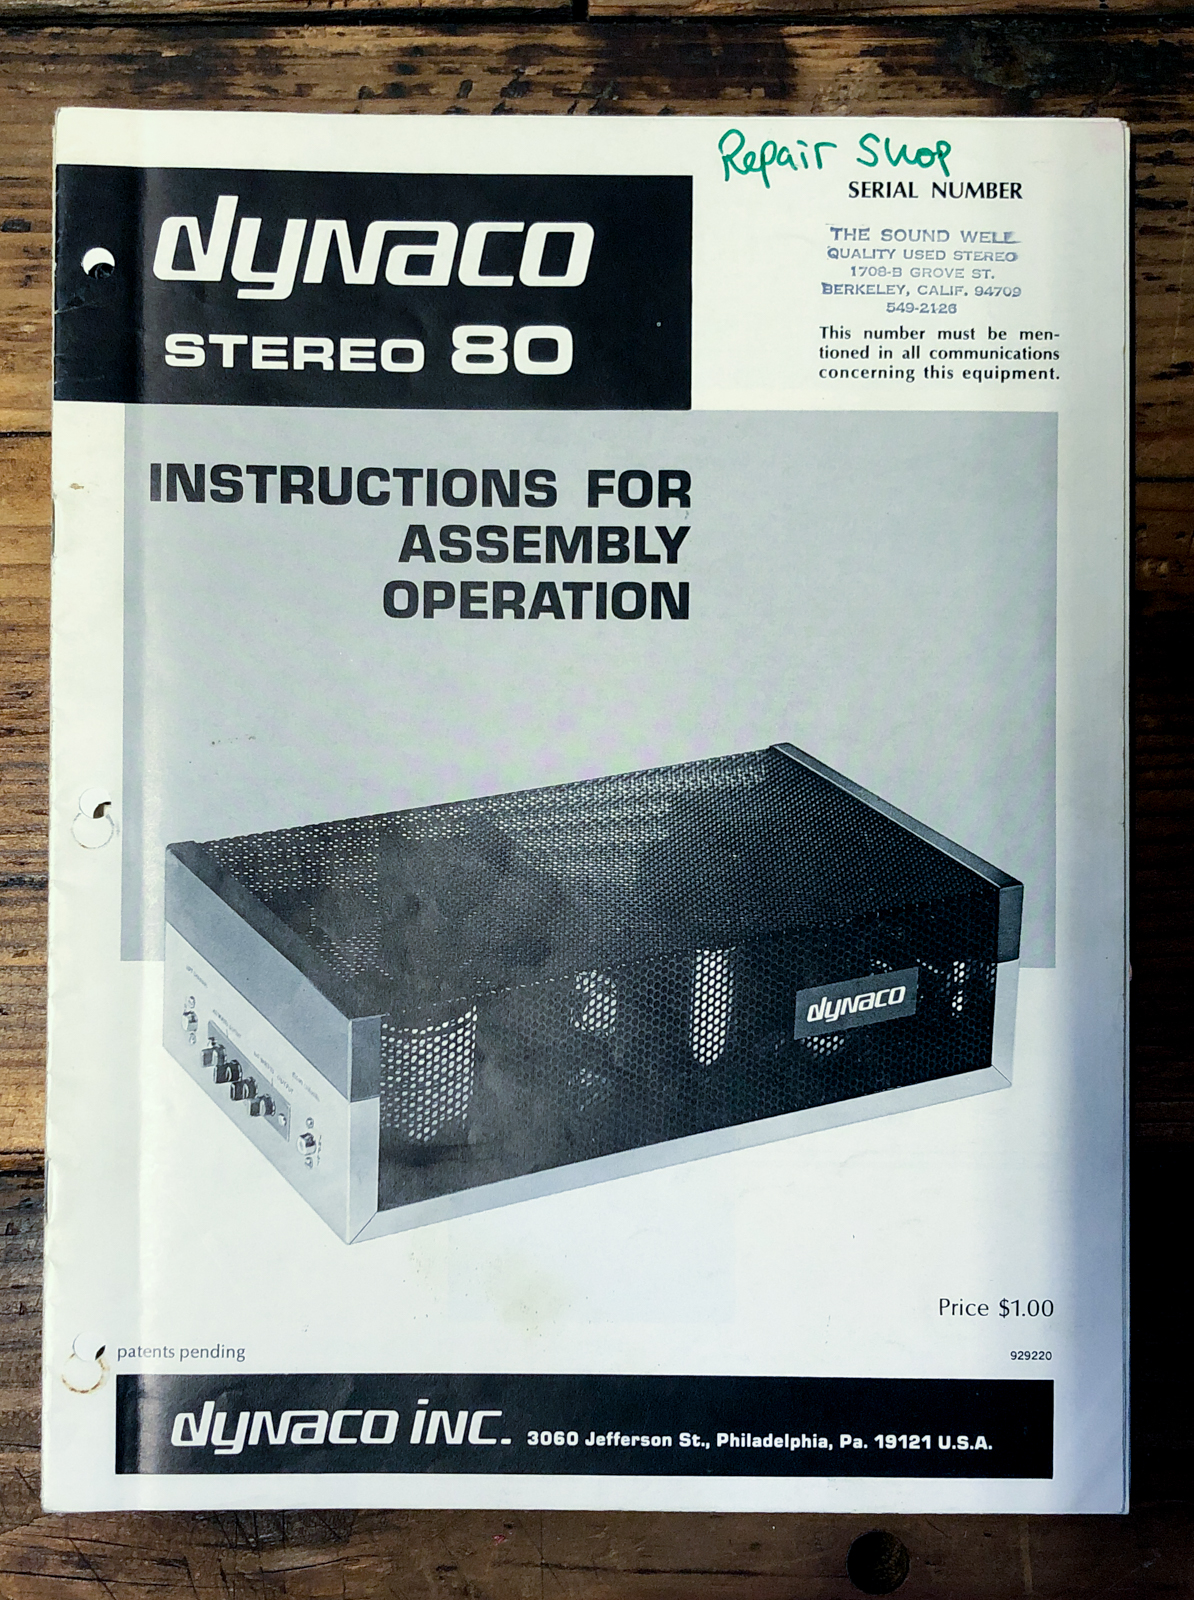 Repair Shop
dynaco
STEREO 80
SERIAL NUMBER
THE SOUND WELL
QUALITY USED STEREO
1708-B GROVE ST.
BERKELEY, CALIF. 94709
549-2126
This number must be men-
tioned in all communications
concerning this equipment.
INSTRUCTIONS FOR
ASSEMBLY
OPERATION
dynaco
Price $1.00
patents pending
929220
dynaco inc. 3060 Jefferson St., Philadelphia, Pa. 19121 U.S.A.